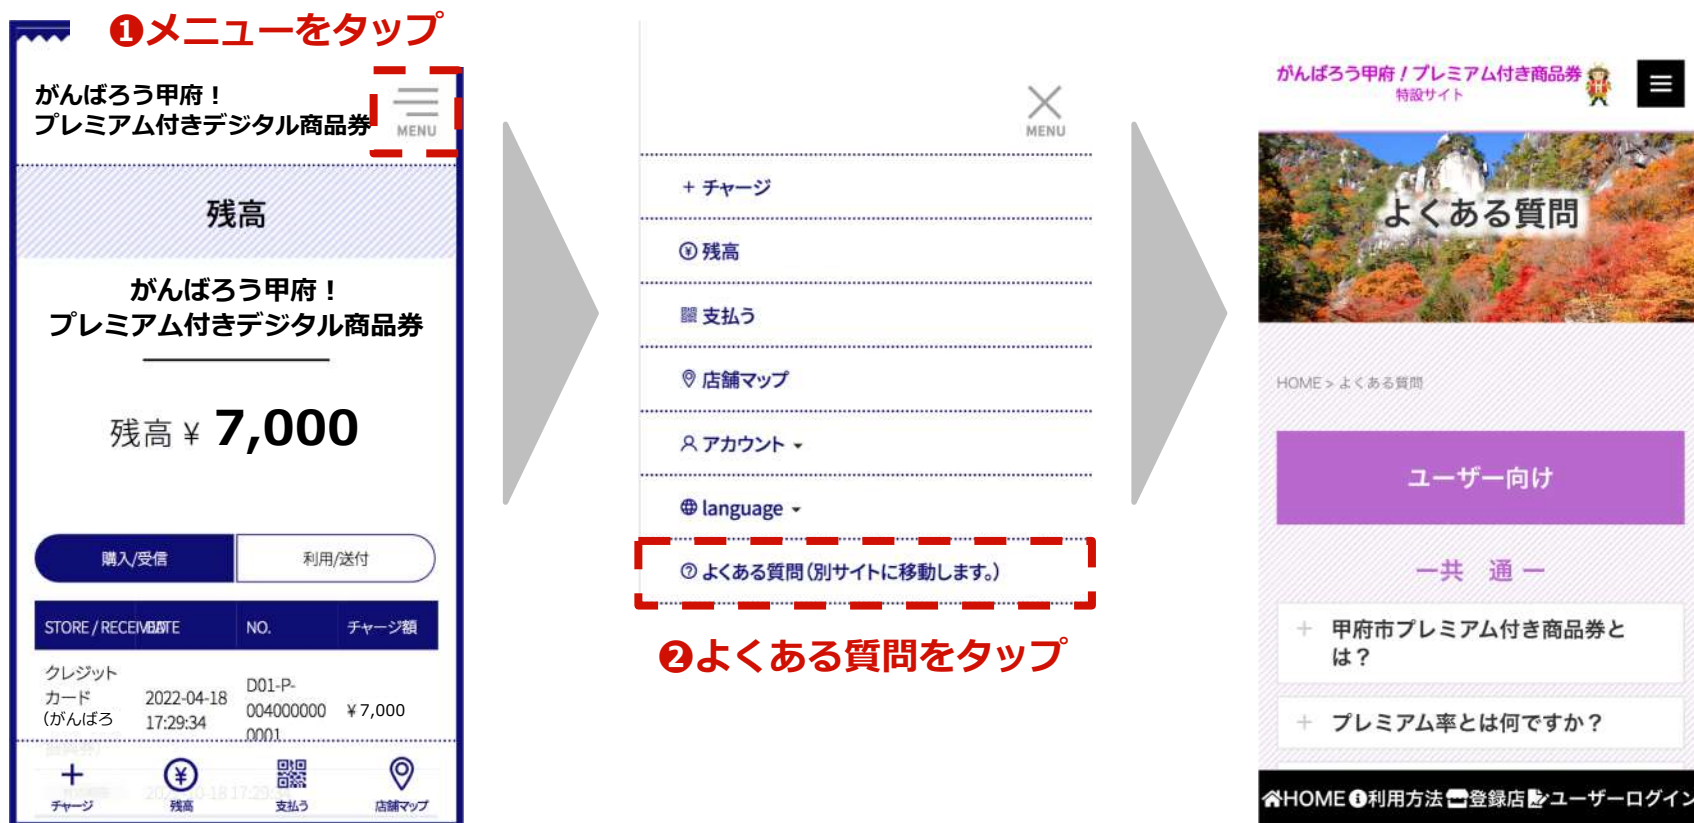 ❶メニューをタップ
がんばろう甲府！
プレミアム付きデジタル商品券
MENU
残高
がんばろう甲府！
プレミアム付きデジタル商品券
残高 ¥ 7,000
購入/受信
利用/送付
STORE / RECEIVER DATE NO. チャージ額
クレジット
カード
(がんばろ
2022-04-18
17:29:34
D01-P-
004000000
0001
¥7,000
チャージ
残高
支払う
店舗マップ
MENU
+ チャージ
残高
支払う
店舗マップ
アカウント
language
よくある質問(別サイトに移動します。)
❷よくある質問をタップ
がんばろう甲府！プレミアム付き商品券
特設サイト
よくある質問
HOME > よくある質問
ユーザー向け
ー共　通ー
+ 甲府市プレミアム付き商品券と
は？
+ プレミアム率とは何ですか？
HOME 利用方法 登録店 ユーザーログイン